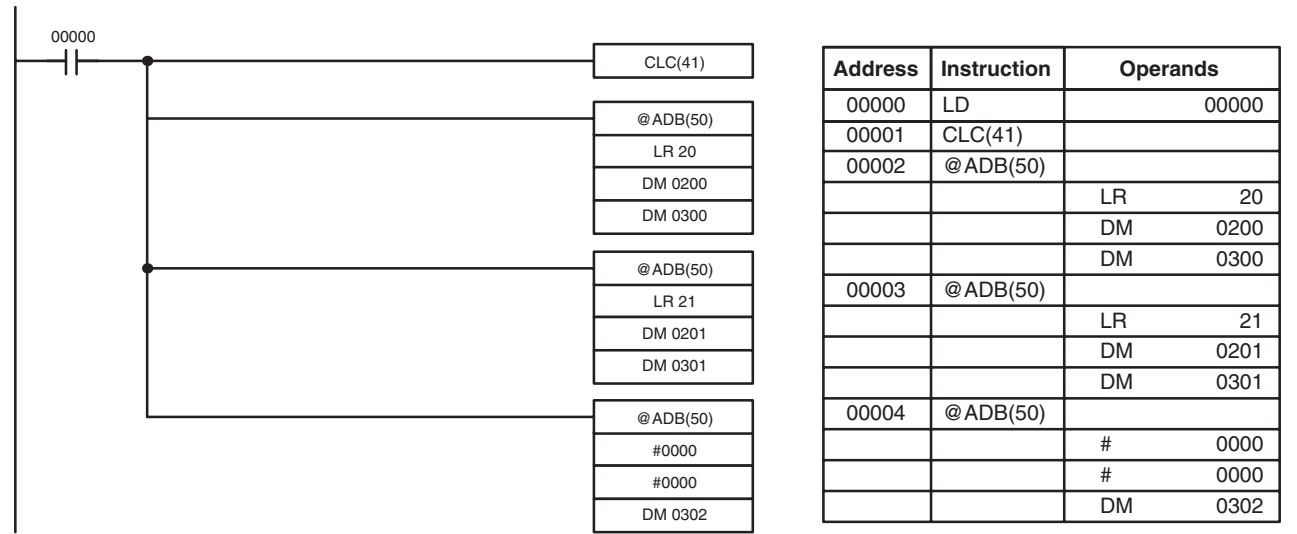 00000
CLC(41)
@ADB(50)
LR 20
DM 0200
DM 0300
@ADB(50)
LR 21
DM 0201
DM 0301
@ADB(50)
#0000
#0000
DM 0302
Address Instruction Operands
00000 LD 00000
00001 CLC(41)
00002 @ADB(50)
LR 20
DM 0200
DM 0300
00003 @ADB(50)
LR 21
DM 0201
DM 0301
00004 @ADB(50)
# 0000
# 0000
DM 0302